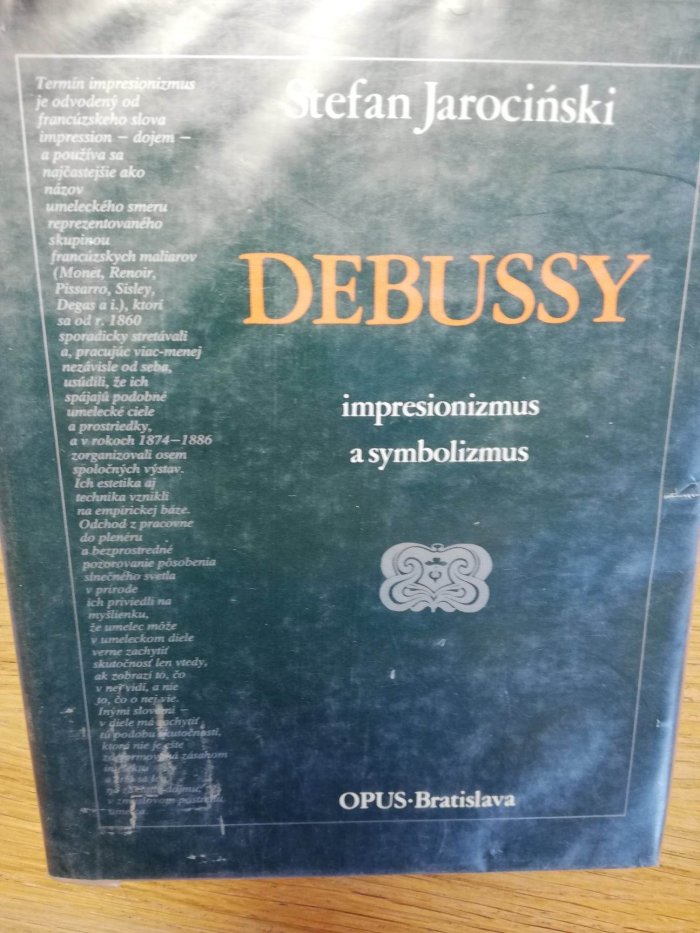 Stefan Jarociński
DEBUSSY
impresionizmus
a symbolizmus
OPUS·Bratislava
Termín impresionizmus
je odvodený od
francúzskeho slova
impression – dojem –
a používa sa
najčastejšie ako
názov
umeleckého smeru
reprezentovaného
skupinou
francúzskych maliarov
(Monet, Renoir,
Pissarro, Sisley,
Degas a i.), ktorí
sa od r. 1860
sporadicky stretávali
a, pracujúc viac-menej
nezávisle od seba,
usúdili, že ich
spájajú podobné
umelecké ciele
a prostriedky,
a v rokoch 1874–1886
zorganizovali osem
spoločných výstav.
Ich estetika aj
technika vznikli
na empirickej báze.
Odchod z pracovne
do plenéru
a bezprostredné
pozorovanie pôsobenia
slnečného svetla
v prírode
ich priviedli na
myšlienku,
že umelec môže
v umeleckom diele
verne zachytiť
skutočnosť len vtedy,
ak zobrazí to, čo
v nej vidí, a nie
to, čo o nej vie.
Inými slovami –
v diele má zachytiť
tú podobu skutočnosti,
ktorá nie je ešte
zásahom
v zmyslovom